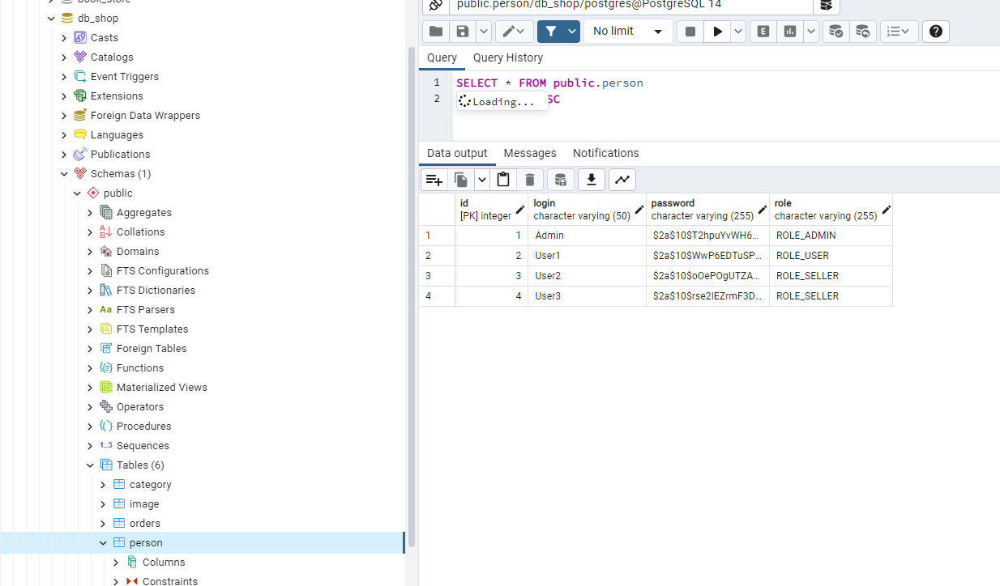 book_store
db_shop
Casts
Catalogs
Event Triggers
Extensions
Foreign Data Wrappers
Languages
Publications
Schemas (1)
public
Aggregates
Collations
Domains
FTS Configurations
FTS Dictionaries
Aa FTS Parsers
FTS Templates
Foreign Tables
Functions
Materialized Views
Operators
Procedures
1..3 Sequences
Tables (6)
category
image
orders
person
Columns
Constraints
public.person/db_shop/postgres@PostgreSQL 14
No limit
E
Query Query History
1 SELECT * FROM public.person
2 Loading... SC
Data output Messages Notifications
id login password role
[PK] integer character varying (50) character varying (255) character varying (255)
1 1 Admin $2a$10$T2hpuYvWH6... ROLE_ADMIN
2 2 User1 $2a$10$WwP6EDTuSP... ROLE_USER
3 3 User2 $2a$10$oOePOgUTZA... ROLE_SELLER
4 4 User3 $2a$10$rse2IEZrmF3D... ROLE_SELLER